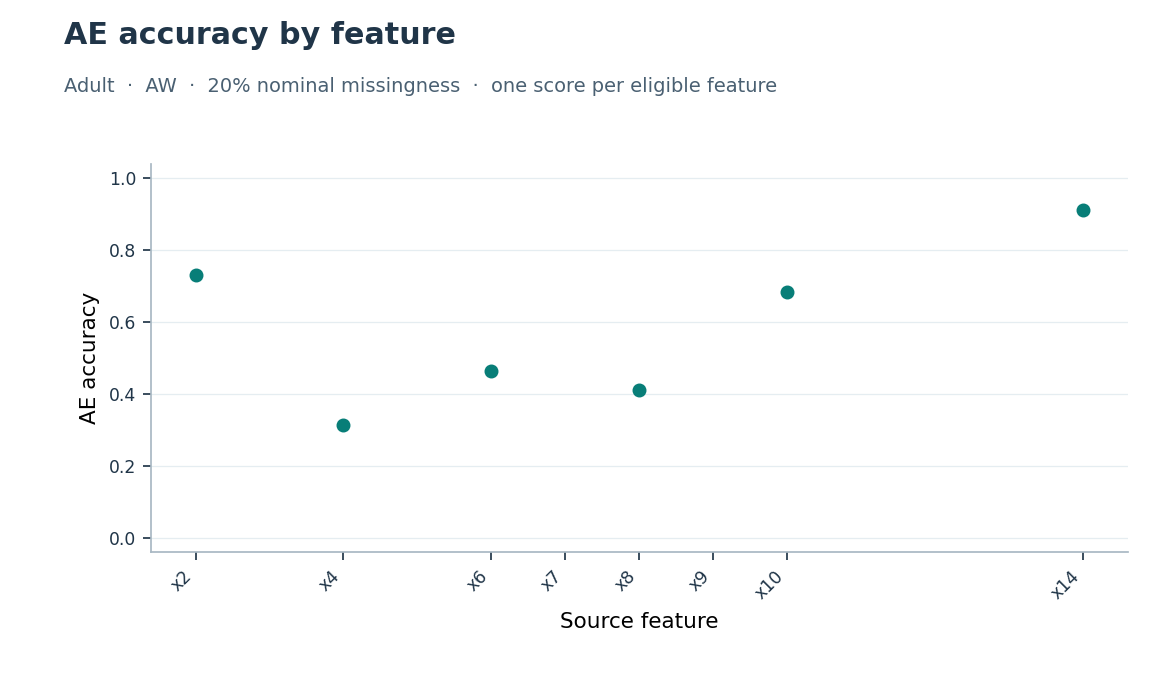 AE accuracy by feature
Adult · AW · 20% nominal missingness · one score per eligible feature
1.0
0.8
0.6
0.4
0.2
0.0
AE accuracy
x2 x4 x6 x7 x8 x9 x10 x14
Source feature